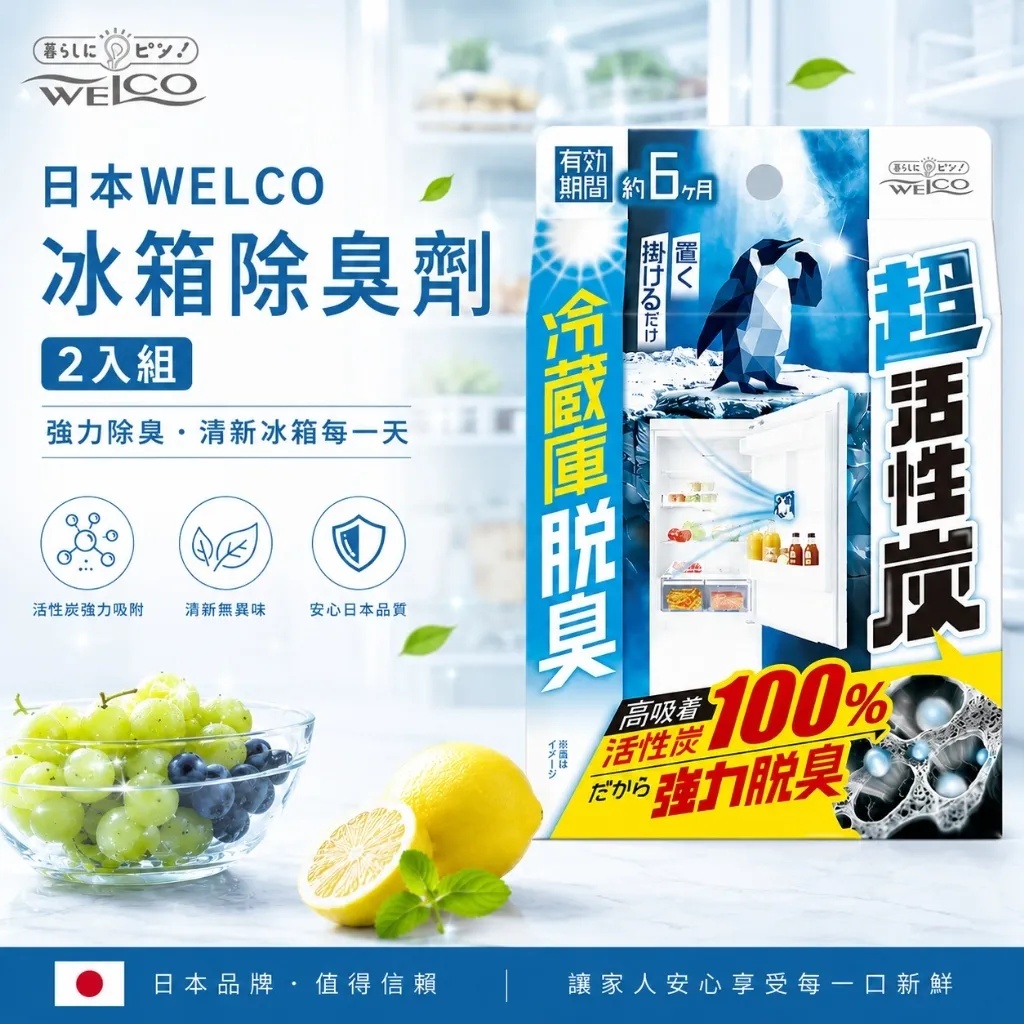 暮らしに ピン!
WELCO
日本WELCO
冰箱除臭劑
2入組
強力除臭・清新冰箱每一天
活性炭強力吸附
清新無異味
安心日本品質
有効期間
約6ヶ月
暮らしに ピン!
WELCO
置く
掛けるだけ
冷蔵庫脱臭
超活性炭
高吸着
活性炭100%
だから強力脱臭
※画は
イメージ
日本品牌・值得信賴
讓家人安心享受每一口新鮮